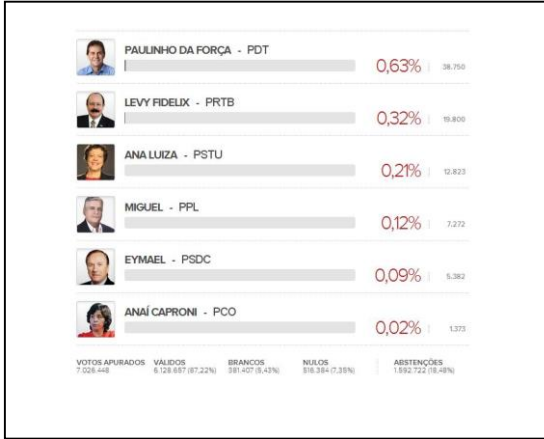 PAULINHO DA FORÇA - PDT
0,63% 38.750
LEVY FIDELIX - PRTB
0,32% 19.800
ANA LUIZA - PSTU
0,21% 12.823
MIGUEL - PPL
0,12% 7.272
EYMAEL - PSDC
0,09% 5.382
ANAÍ CAPRONI - PCO
0,02% 1.373
VOTOS APURADOS VÁLIDOS BRANCOS NULOS ABSTENÇÕES
7.026.448 6.128.657 (87,22%) 381.407 (5,43%) 516.384 (7,35%) 1.592.722 (18,48%)